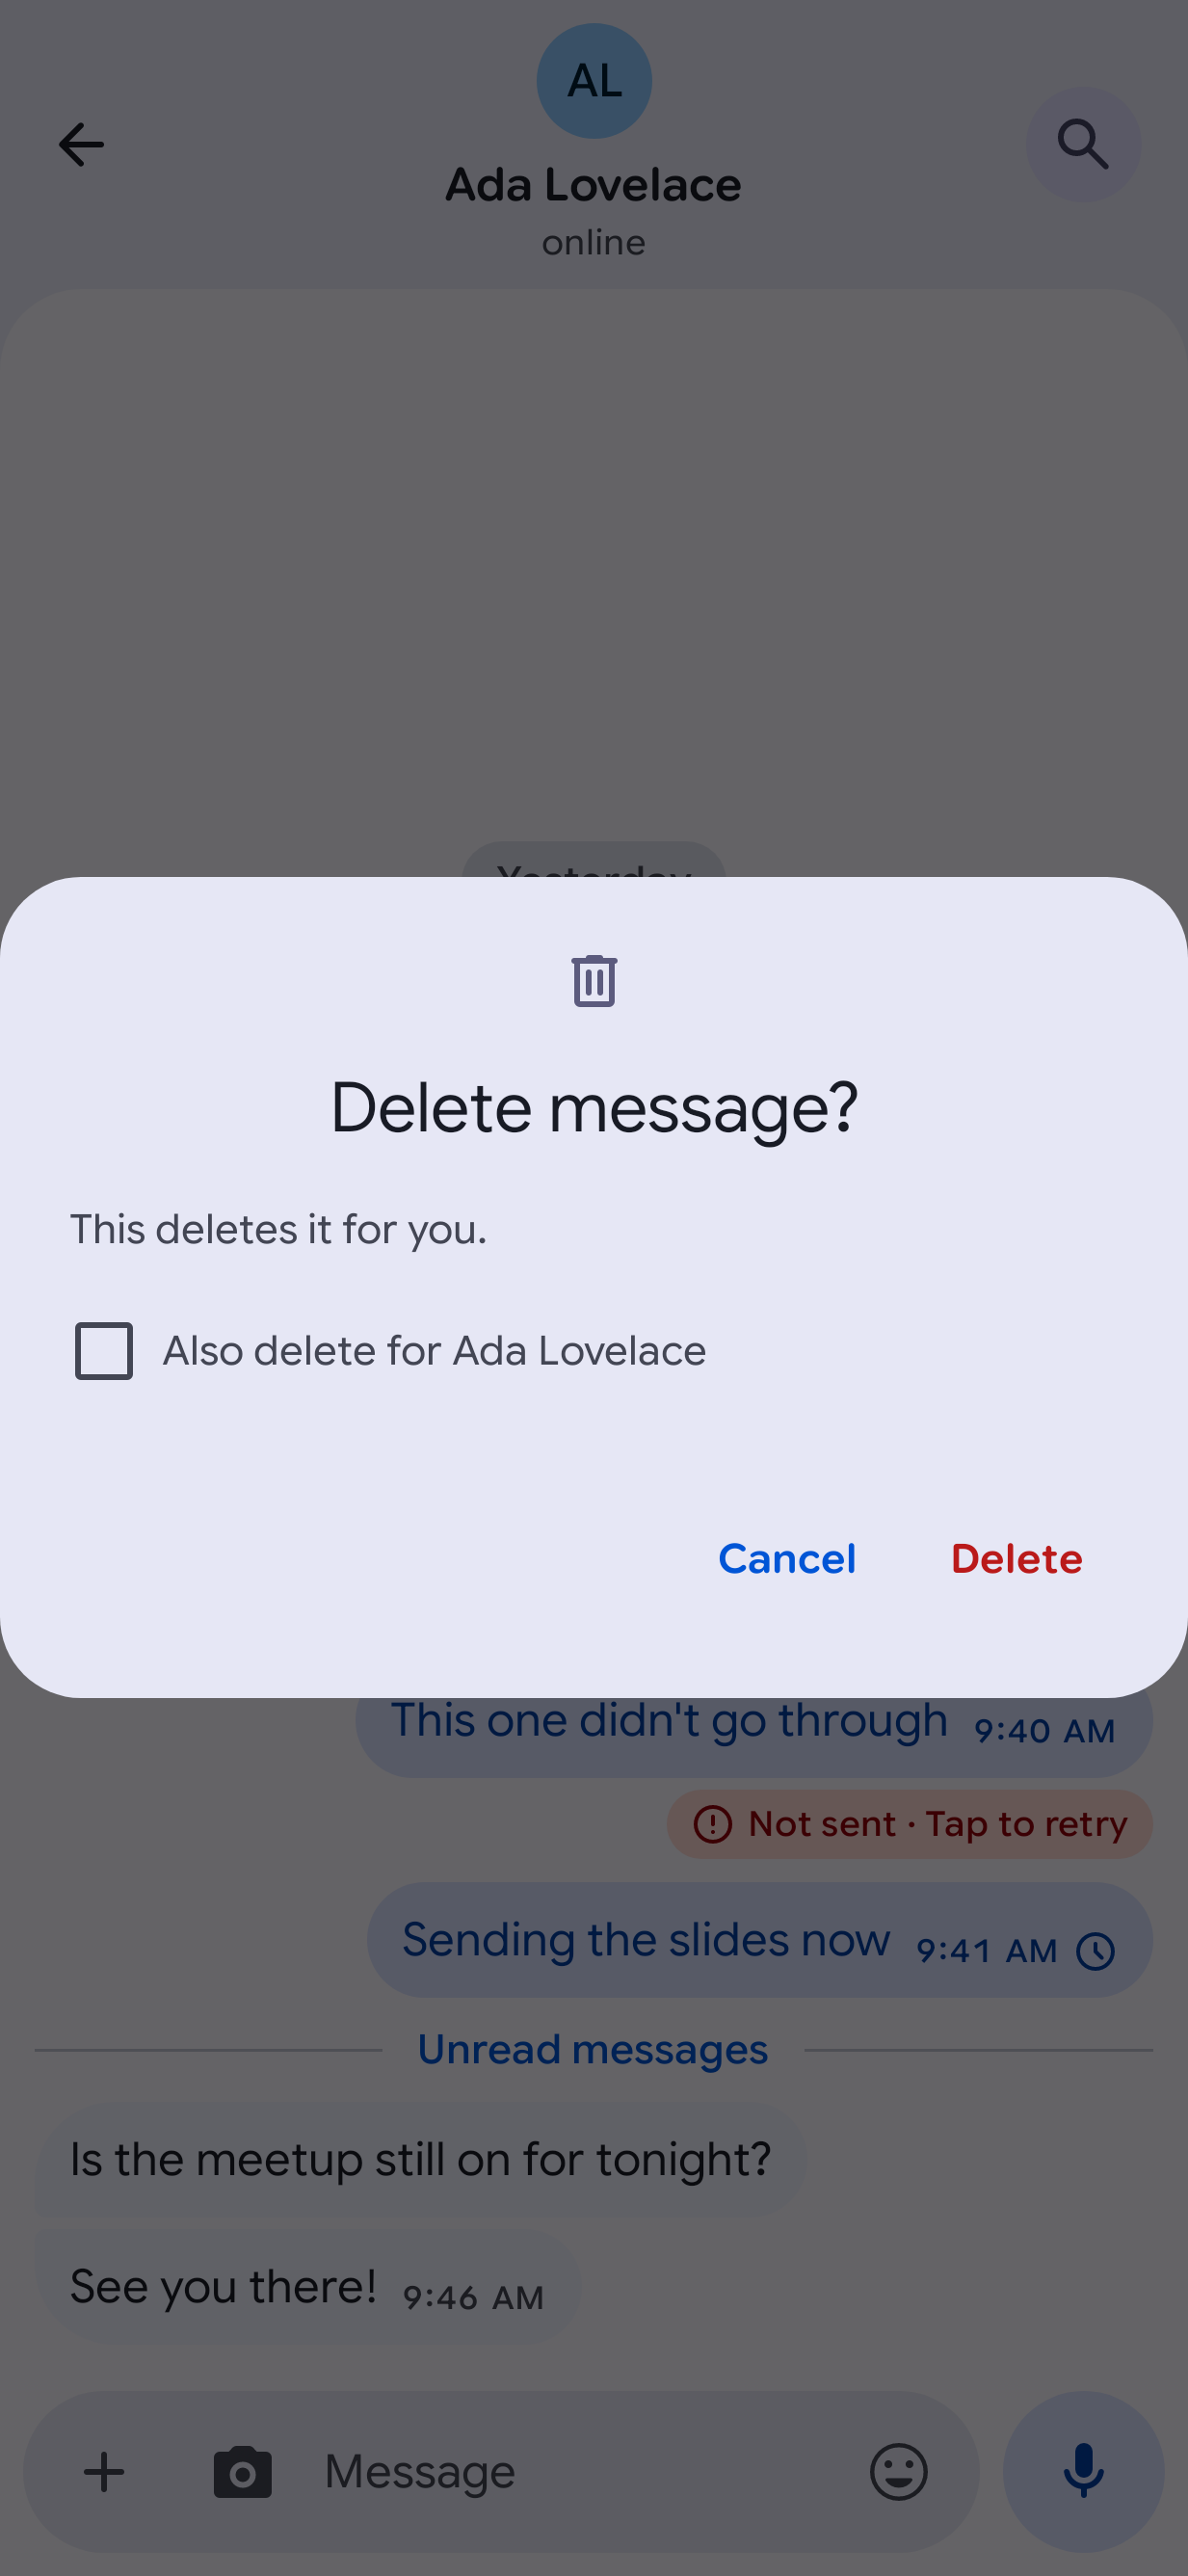 AL
Ada Lovelace
online
Yesterday
Delete message?
This deletes it for you.
Also delete for Ada Lovelace
Cancel Delete
This one didn't go through 9:40 AM
Not sent · Tap to retry
Sending the slides now 9:41 AM
Unread messages
Is the meetup still on for tonight?
See you there! 9:46 AM
Message